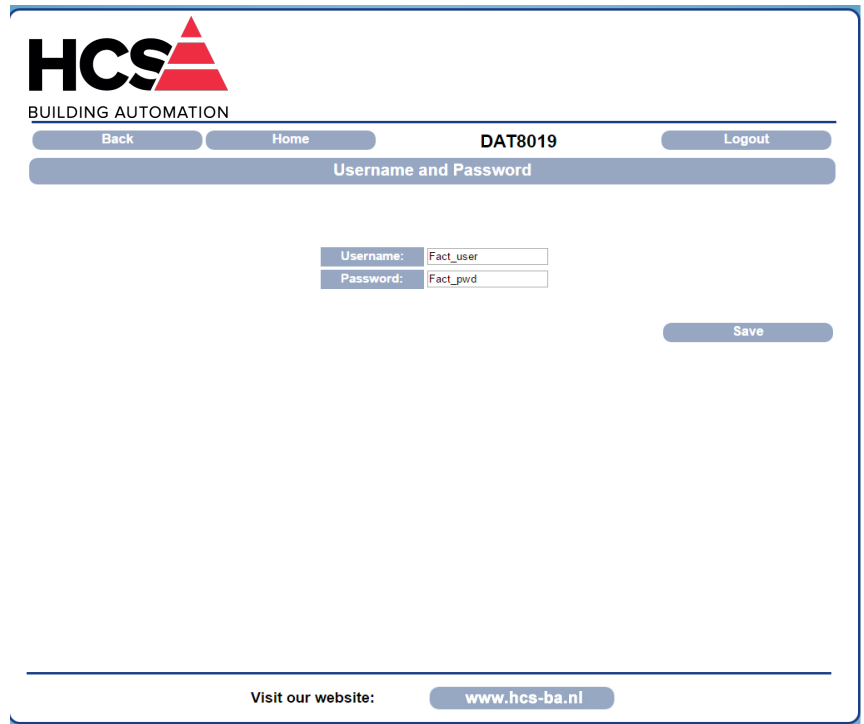 HCS
BUILDING AUTOMATION
Back Home DAT8019 Logout
Username and Password
Username: Fact_user
Password: Fact_pwd
Save
Visit our website: www.hcs-ba.nl